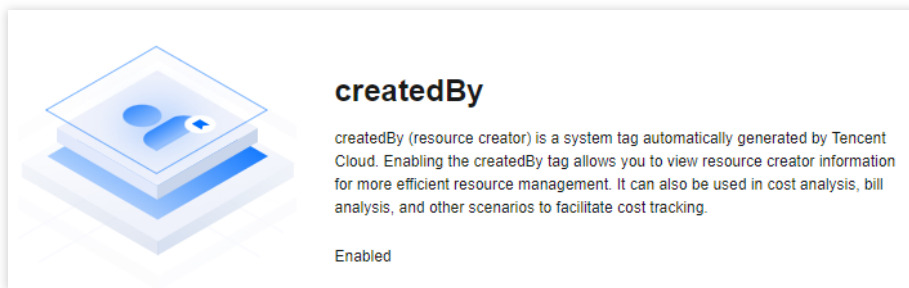 createdBy
createdBy (resource creator) is a system tag automatically generated by Tencent
Cloud. Enabling the createdBy tag allows you to view resource creator information
for more efficient resource management. It can also be used in cost analysis, bill
analysis, and other scenarios to facilitate cost tracking.
Enabled